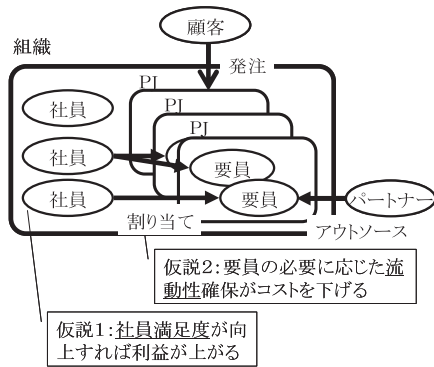 顧客
組織
発注
PJ
PJ
PJ
社員
社員
社員
要員
要員
パートナー
割り当て
アウトソース
仮説2:要員の必要に応じた流
動性確保がコストを下げる
仮説1:社員満足度が向
上すれば利益が上がる